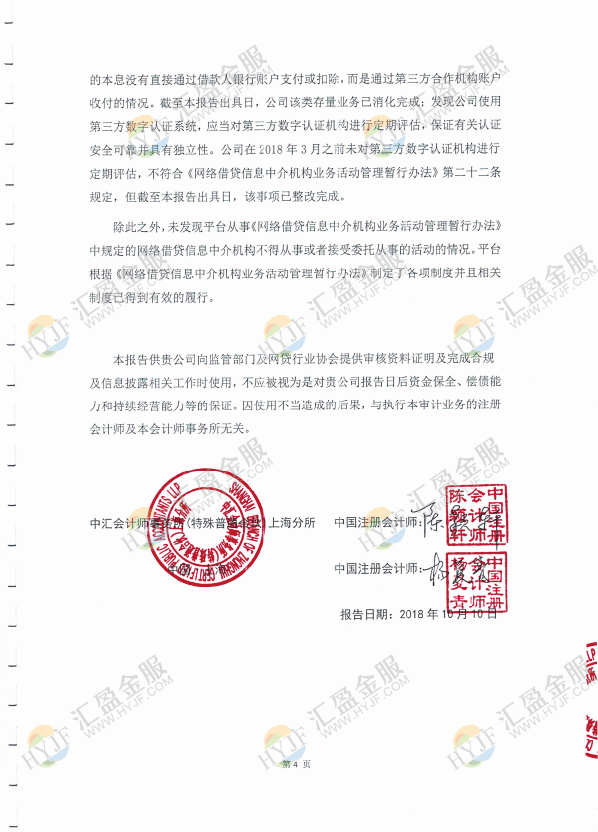 的本息没有直接通过借款人银行账户支付或扣除,而是通过第三方合作机构账户
收付的情况。截至本报告出具日,公司该类存量业务已消化完成;发现公司使用
第三方数字认证系统,应当对第三方数字认证机构进行定期评估,保证有关认证
安全可靠并具有独立性。公司在 2018 年 3 月之前未对第三方数字认证机构进行
定期评估,不符合《网络借贷信息中介机构业务活动管理暂行办法》第二十二条
规定,但截至本报告出具日,该事项已整改完成。
除此之外,未发现平台从事《网络借贷信息中介机构业务活动管理暂行办法》
中规定的网络借贷信息中介机构不得从事或者接受委托从事的活动的情况。平台
根据《网络借贷信息中介机构业务活动管理暂行办法》制定了各项制度并且相关
制度已得到有效的履行。
本报告供贵公司向监管部门及网贷行业协会提供审核资料证明及完成合规
及信息披露相关工作时使用,不应被视为是对贵公司报告日后资金保全、偿债能
力和持续经营能力等的保证。因使用不当造成的后果,与执行本审计业务的注册
会计师及本会计师事务所无关。
中汇会计师事务所(特殊普通合伙)上海分所
SHANGHAI BRANCH OF ZHONGHUI CERTIFIED PUBLIC ACCOUNTANTS LLP
中国注册会计师:
中国注册
会计师
中国注册会计师:
中国注册
会计师
报告日期:2018 年 10 月 10 日
第 4 页
汇盈金服
WWW.HYJF.COM
HYJF